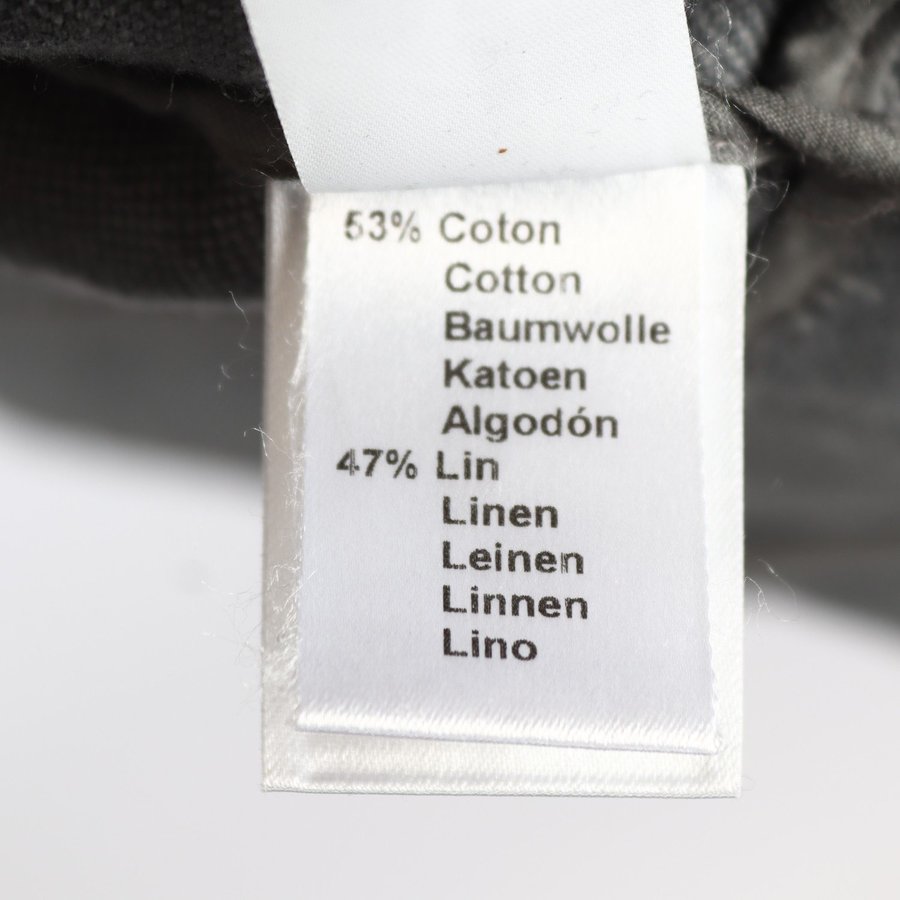 53% Coton
Cotton
Baumwolle
Katoen
Algodón
47% Lin
Linen
Leinen
Linnen
Lino